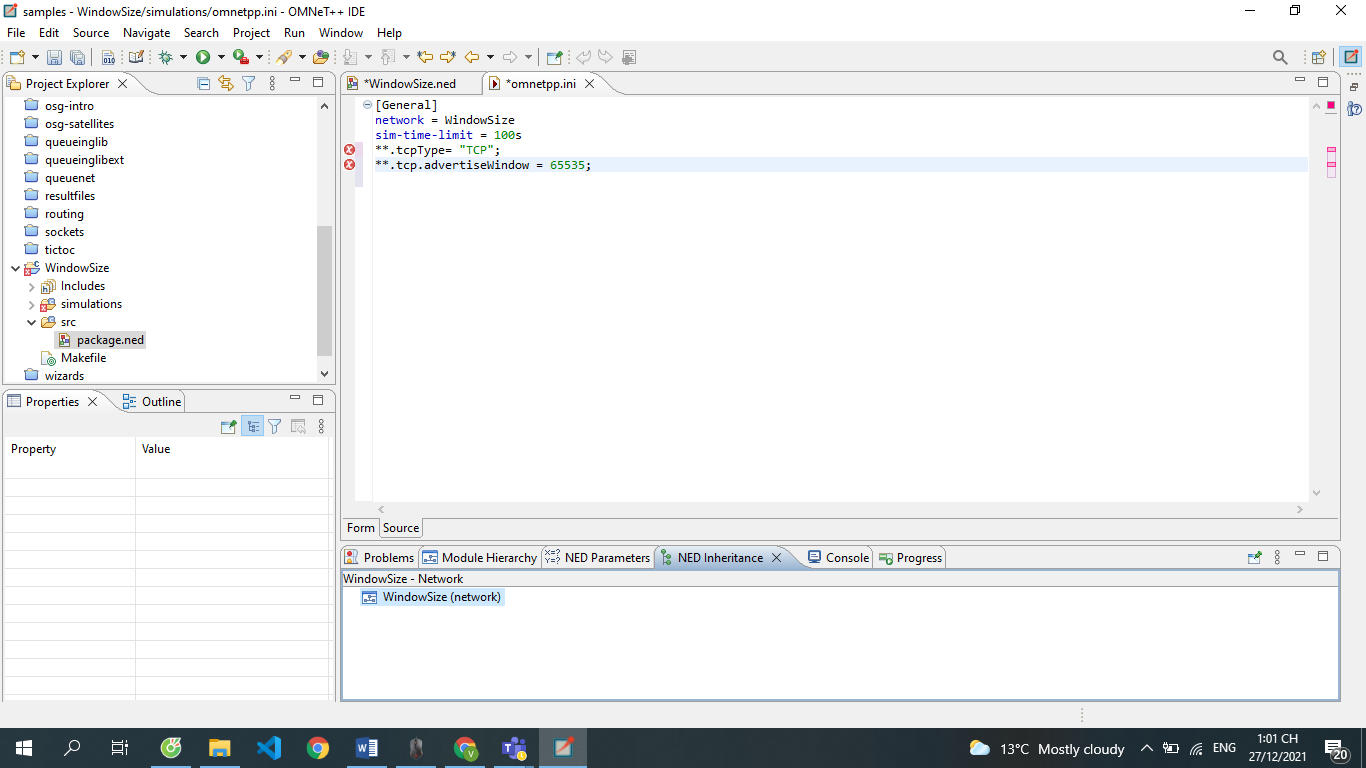 samples - WindowSize/simulations/omnetpp.ini - OMNeT++ IDE
File Edit Source Navigate Search Project Run Window Help
Project Explorer
osg-intro
osg-satellites
queueinglib
queueinglibext
queuenet
resultfiles
routing
sockets
tictoc
WindowSize
Includes
simulations
src
package.ned
Makefile
wizards
Properties Outline
Property Value
*WindowSize.ned *omnetpp.ini
[General]
network = WindowSize
sim-time-limit = 100s
**.tcpType= "TCP";
**.tcp.advertiseWindow = 65535;
Form Source
Problems Module Hierarchy NED Parameters NED Inheritance Console Progress
WindowSize - Network
WindowSize (network)
13°C Mostly cloudy ENG
1:01 CH
27/12/2021
20